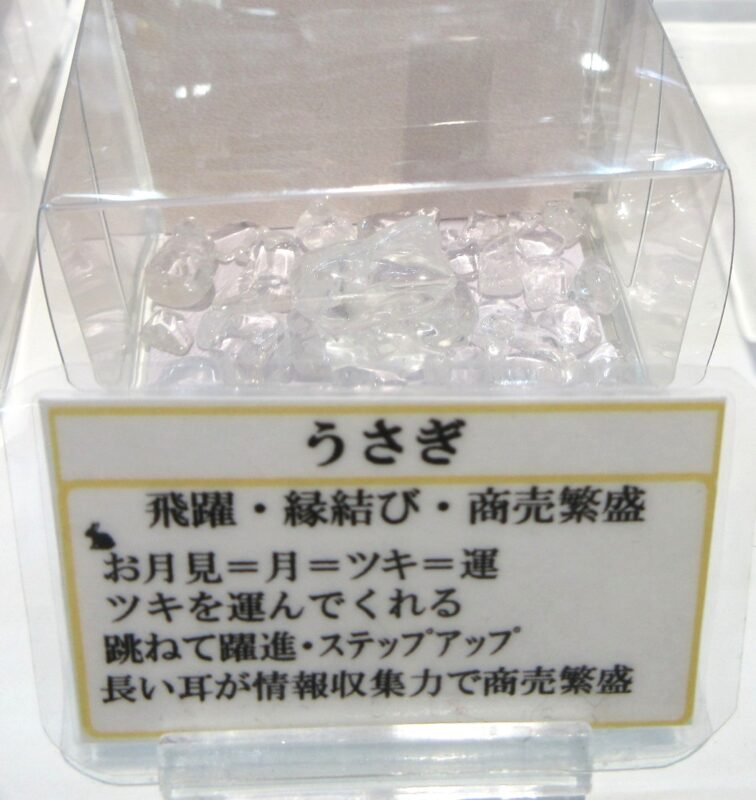 うさぎ
飛躍・縁結び・商売繁盛
お月見＝月＝ツキ＝運
ツキを運んでくれる
跳ねて躍進・ステップアップ
長い耳が情報収集力で商売繁盛